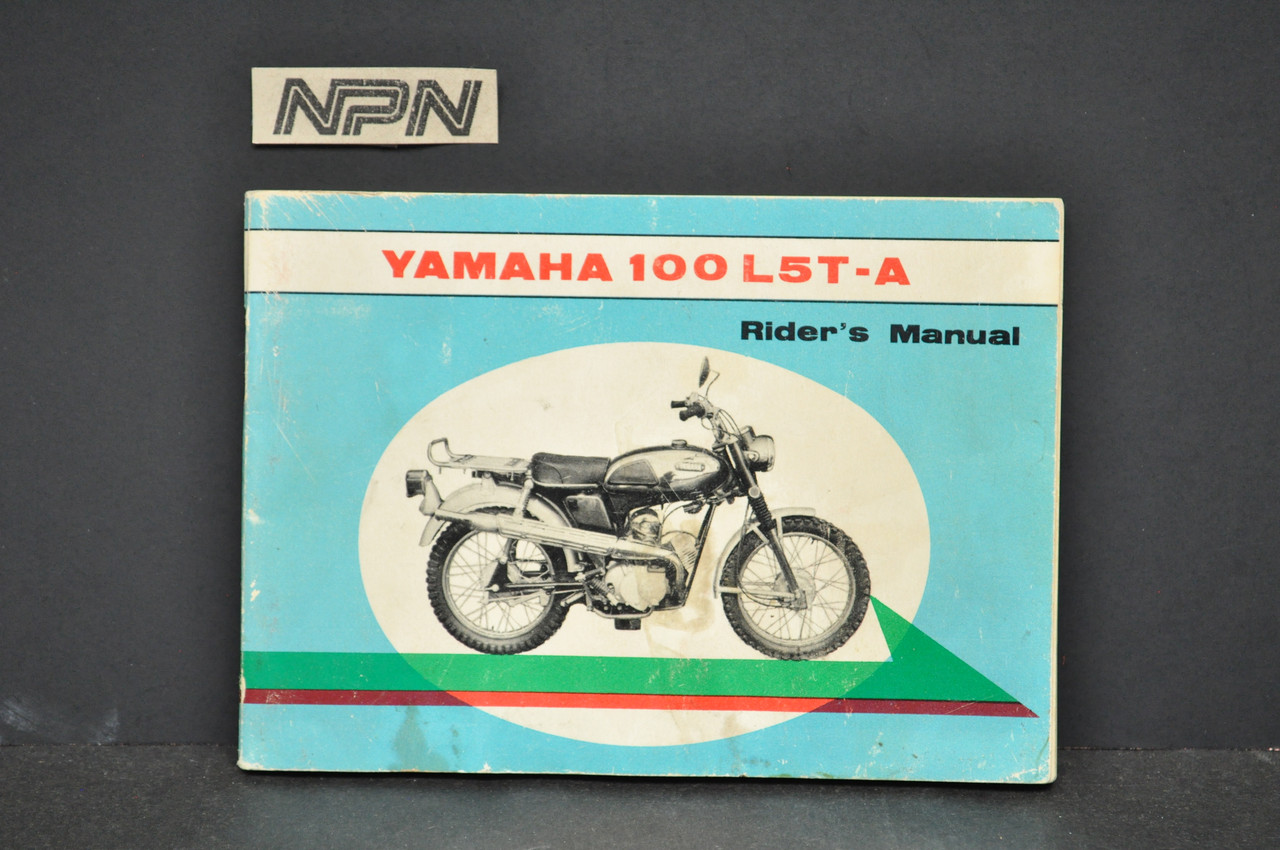 NPN
YAMAHA 100 L5T-A
Rider's Manual